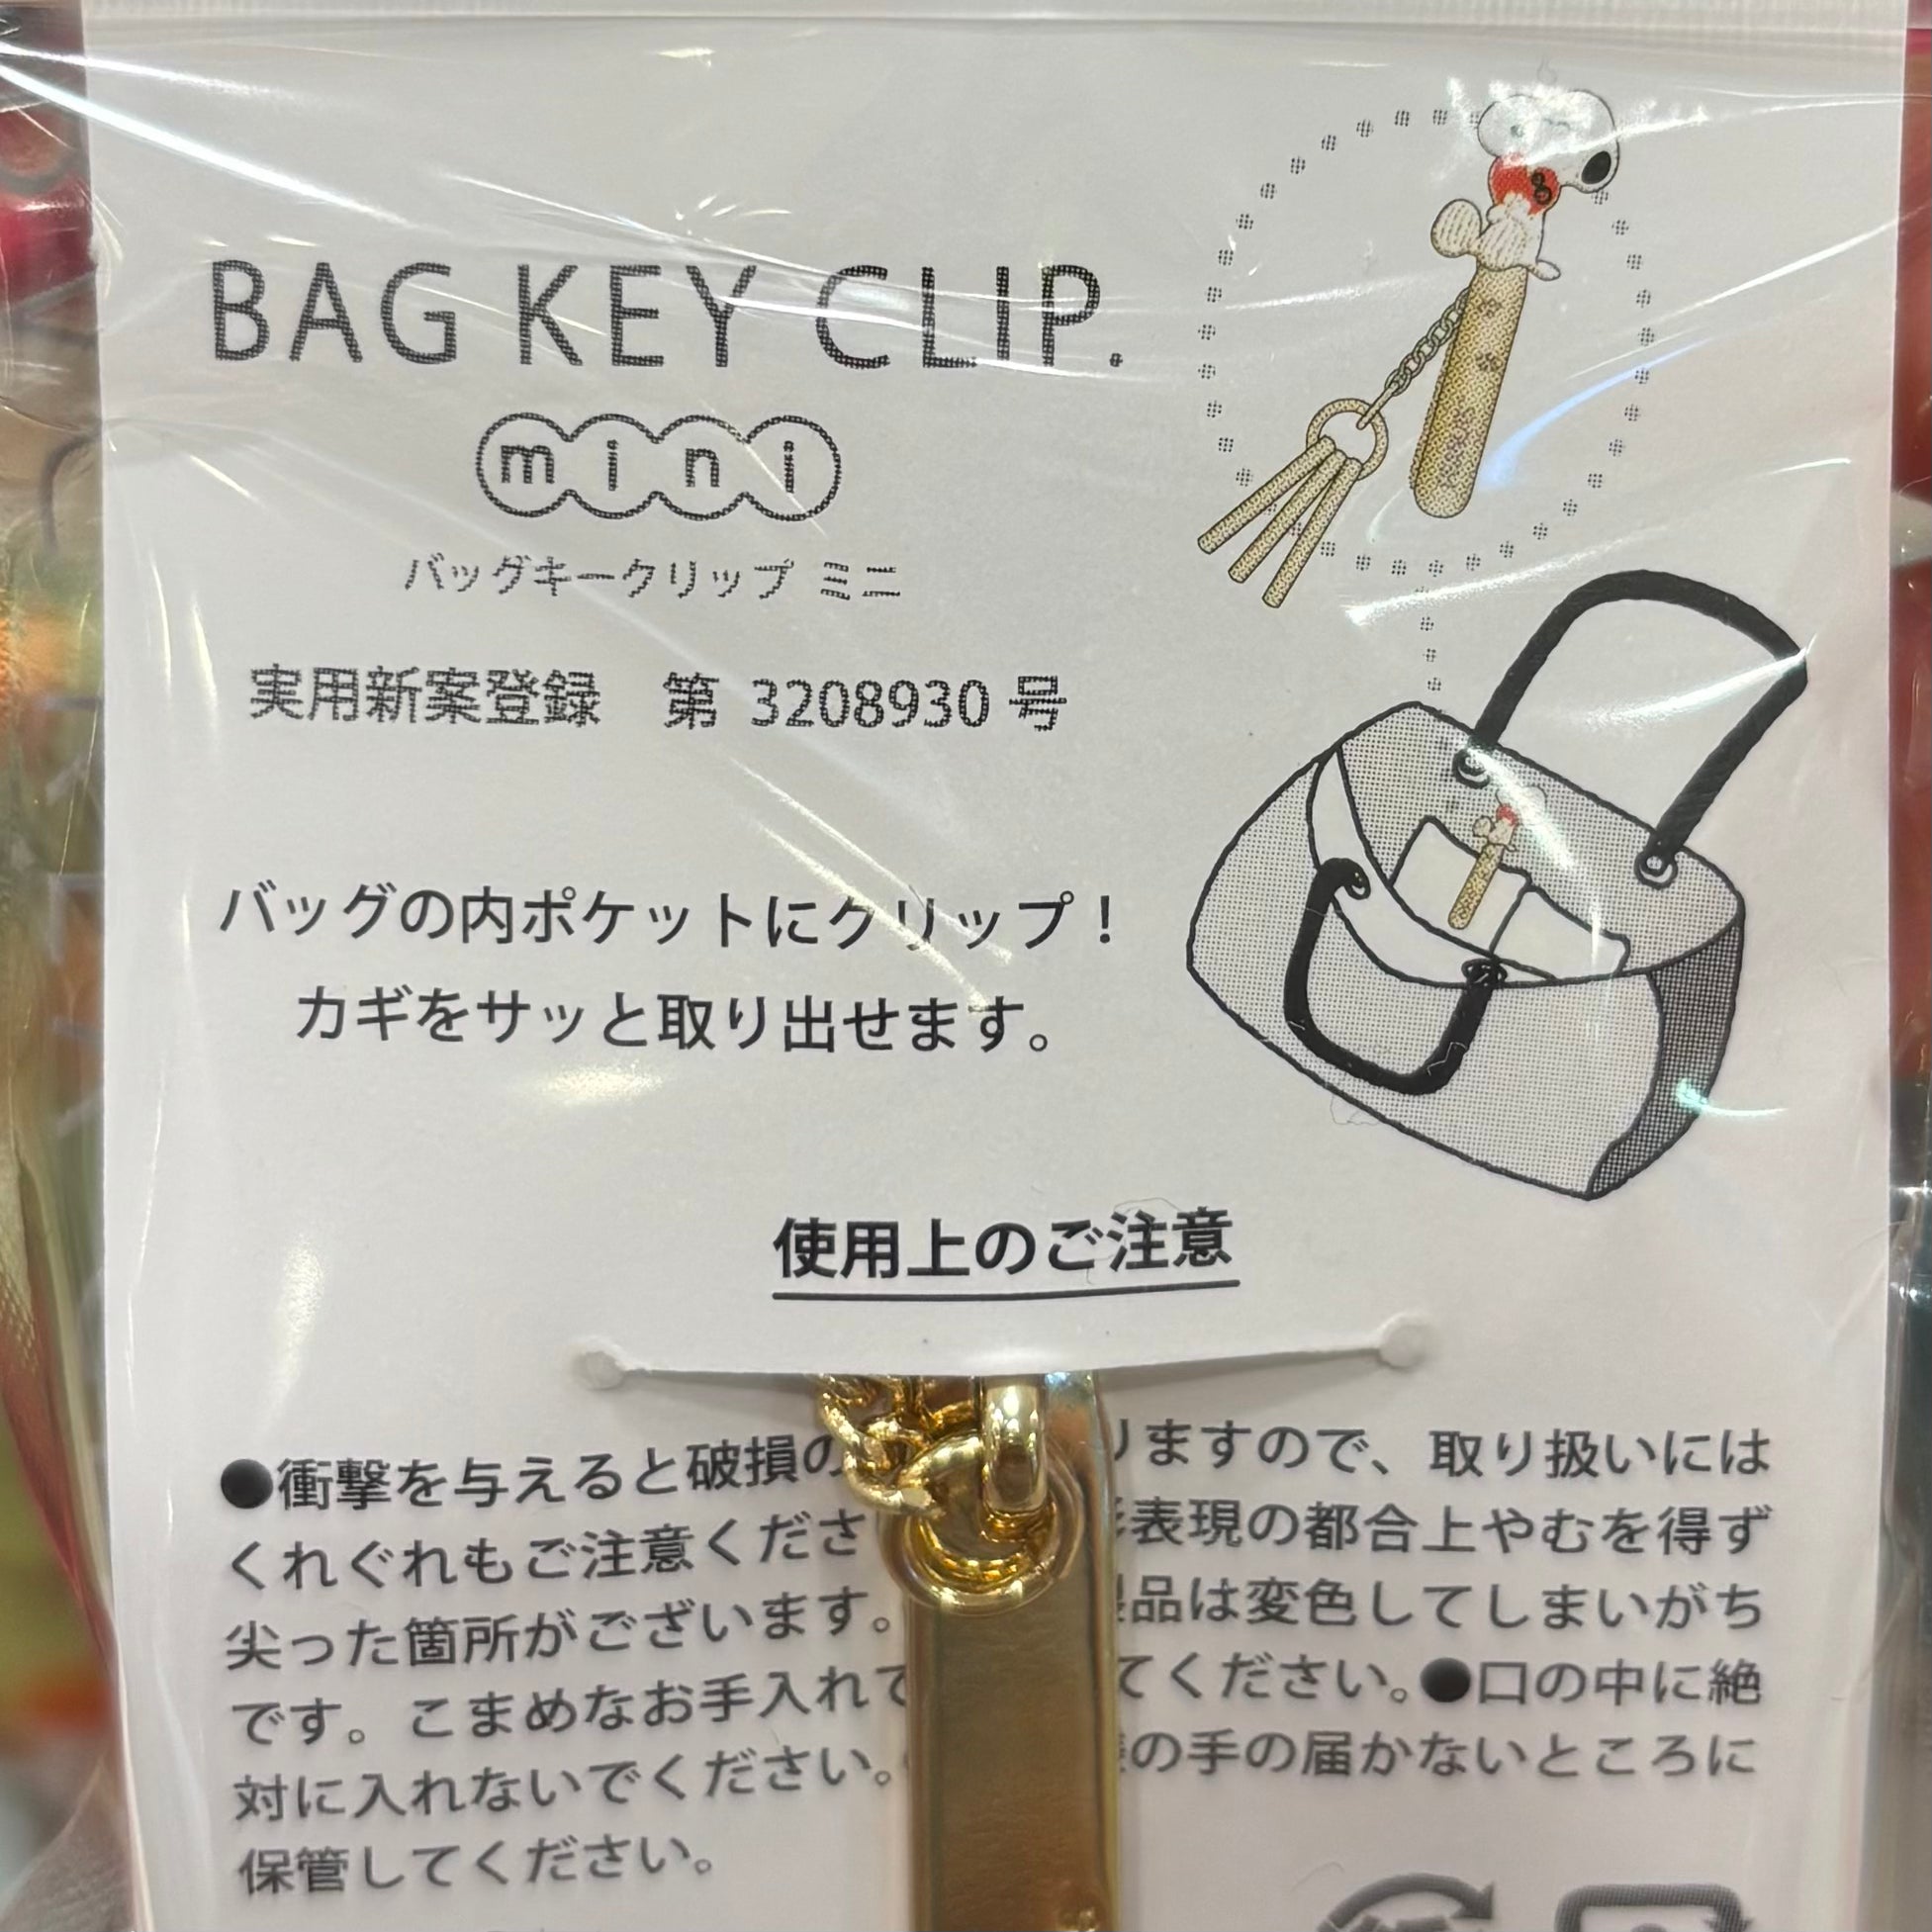 BAG KEY CLIP.
mini
バッグキークリップ ミニ
実用新案登録　第 3208930 号
バッグの内ポケットにクリップ！
カギをサッと取り出せます。
使用上のご注意
●衝撃を与えると破損の りますので、取り扱いには
くれぐれもご注意くださ 表現の都合上やむを得ず
尖った箇所がございます。 品は変色してしまいがち
です。こまめなお手入れ てください。●口の中に絶
対に入れないでください。 の手の届かないところに
保管してください。